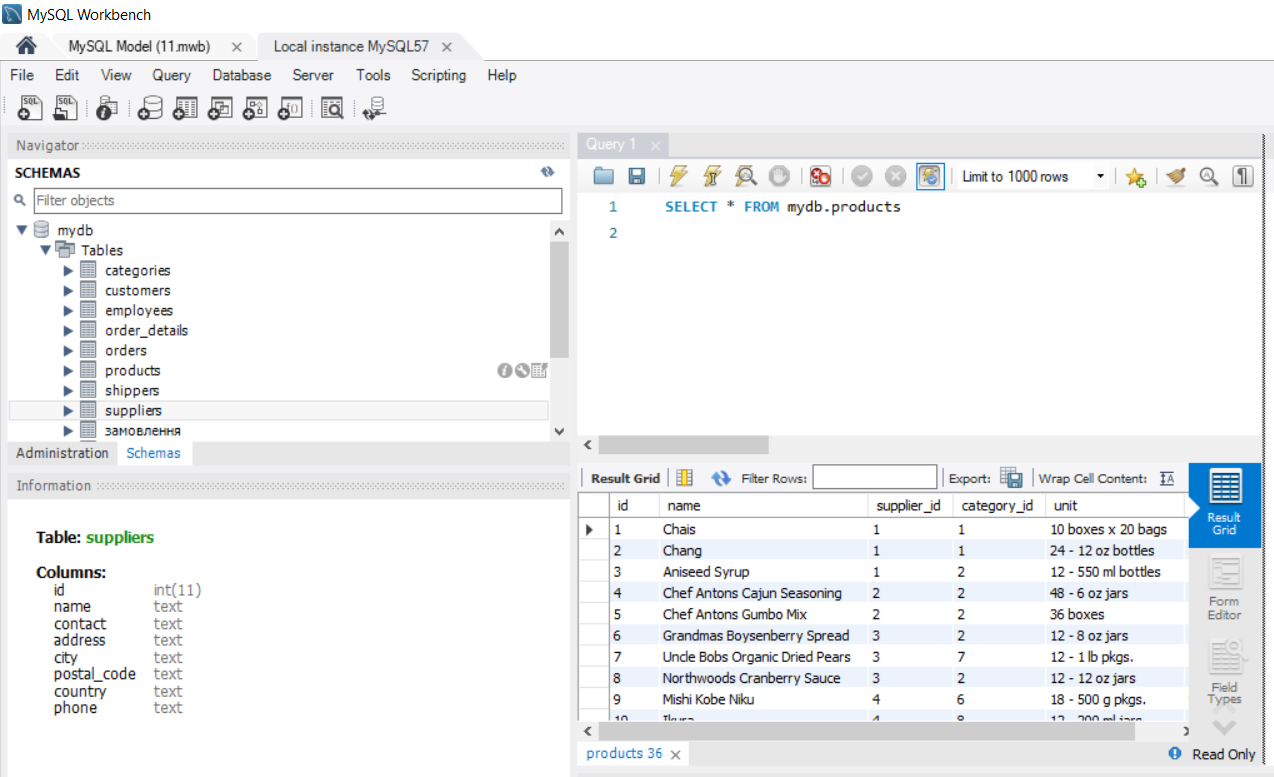 MySQL Workbench
MySQL Model (11.mwb) Local instance MySQL57
File Edit View Query Database Server Tools Scripting Help
Navigator
SCHEMAS
Filter objects
mydb
Tables
categories
customers
employees
order_details
orders
products
shippers
suppliers
замовлення
Administration Schemas
Information
Table: suppliers
Columns:
id int(11)
name text
contact text
address text
city text
postal_code text
country text
phone text
Query 1
Limit to 1000 rows
1 SELECT * FROM mydb.products
2
Result Grid Filter Rows: Export: Wrap Cell Content:
id name supplier_id category_id unit
1 Chais 1 1 10 boxes x 20 bags
2 Chang 1 1 24 - 12 oz bottles
3 Aniseed Syrup 1 2 12 - 550 ml bottles
4 Chef Antons Cajun Seasoning 2 2 48 - 6 oz jars
5 Chef Antons Gumbo Mix 2 2 36 boxes
6 Grandmas Boysenberry Spread 3 2 12 - 8 oz jars
7 Uncle Bobs Organic Dried Pears 3 7 12 - 1 lb pkgs.
8 Northwoods Cranberry Sauce 3 2 12 - 12 oz jars
9 Mishi Kobe Niku 4 6 18 - 500 g pkgs.
10 Ikura 4 8 12 - 200 ml jars
Result
Grid
Form
Editor
Field
Types
products 36
Read Only